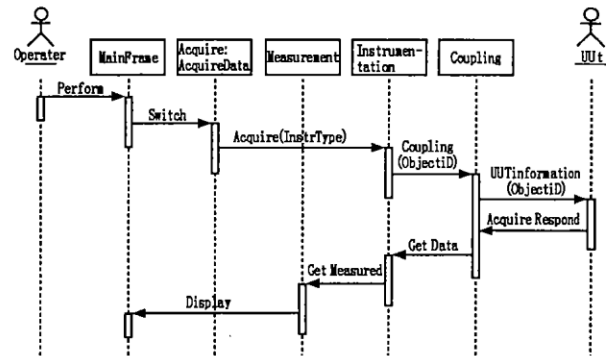 Operater
MainFrame
Acquire:
AcquireData
Measurement
Instrumen-
tation
Coupling
UUt
Perform
Switch
Acquire(InstrType)
Coupling
(ObjectiD)
UUTinformation
(ObjectiD)
Acquire Respond
Get Data
Get Measured
Display